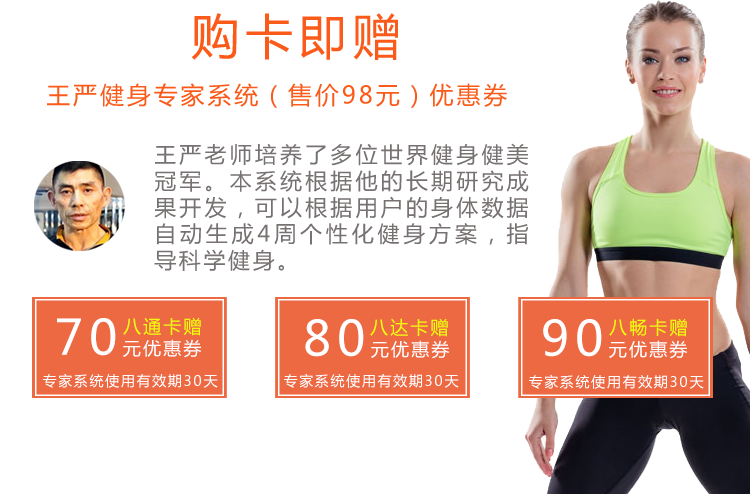 购卡即赠
王严健身专家系统（售价98元）优惠券
王严老师培养了多位世界健身健美
冠军。本系统根据他的长期研究成
果开发，可以根据用户的身体数据
自动生成4周个性化健身方案，指
导科学健身。
70 八通卡赠
元优惠券
专家系统使用有效期30天
80 八达卡赠
元优惠券
专家系统使用有效期30天
90 八畅卡赠
元优惠券
专家系统使用有效期30天